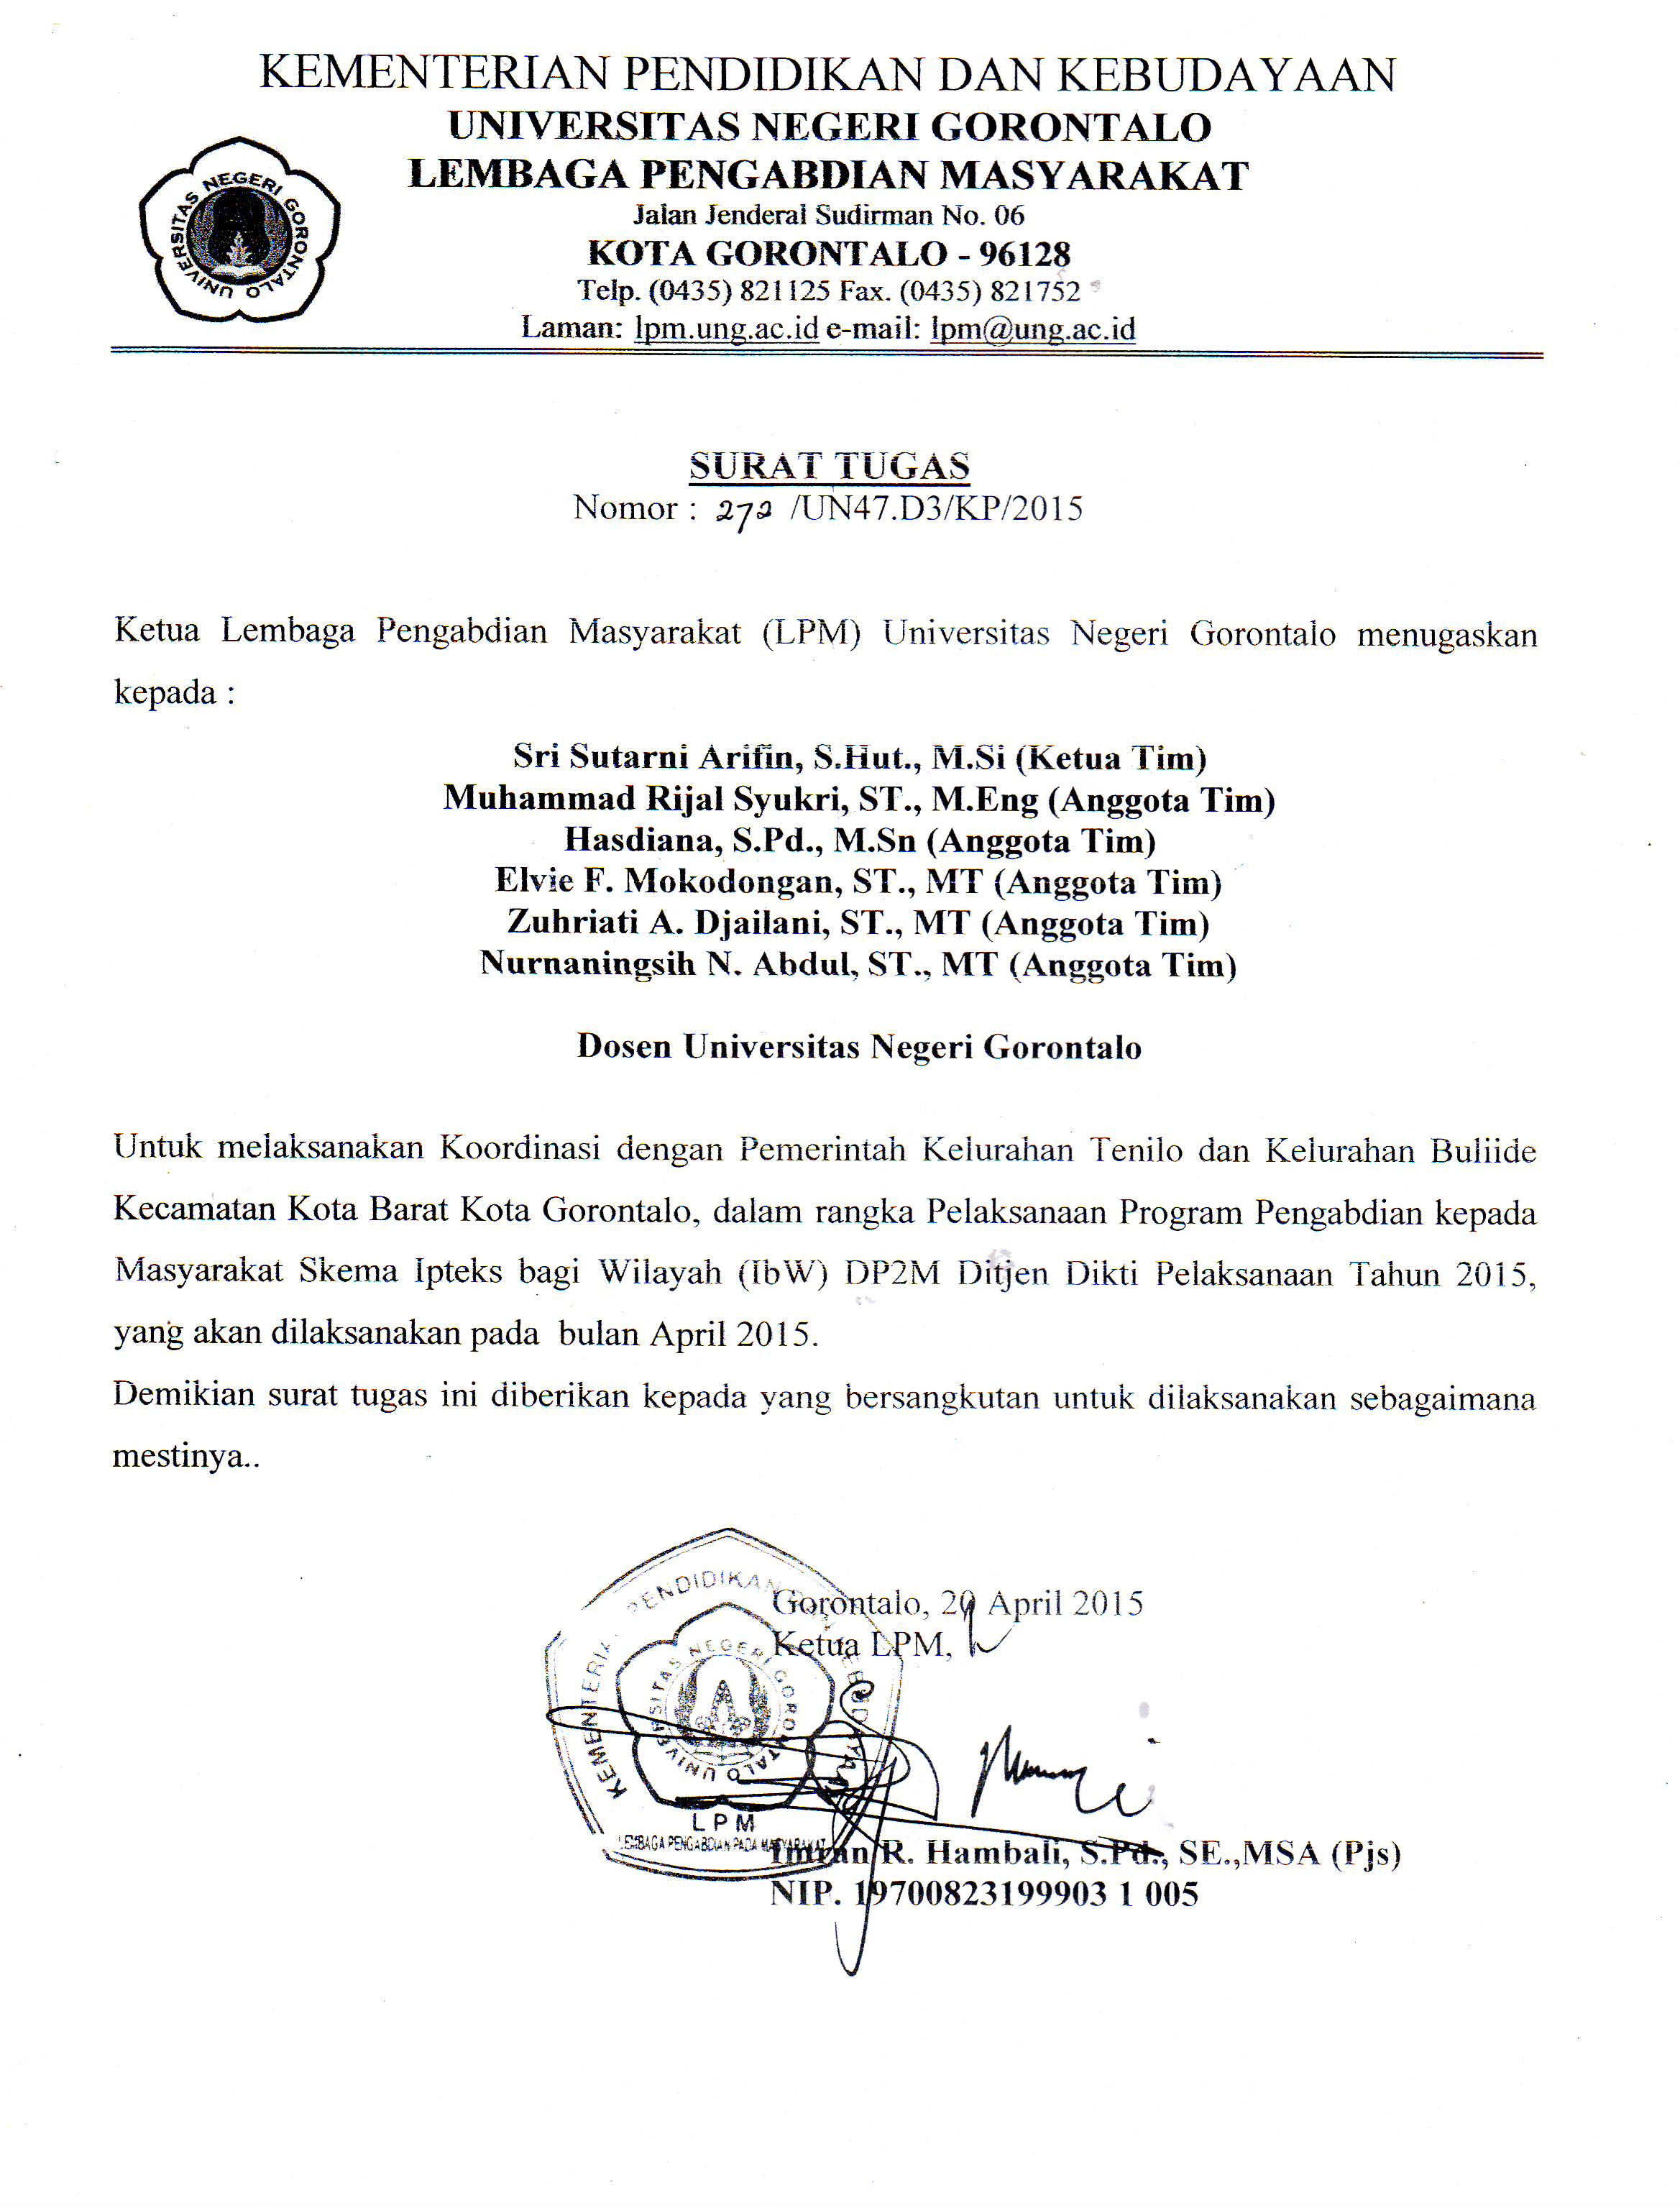 KEMENTERIAN PENDIDIKAN DAN KEBUDAYAAN
UNIVERSITAS NEGERI GORONTALO
LEMBAGA PENGABDIAN MASYARAKAT
Jalan Jenderal Sudirman No. 06
KOTA GORONTALO - 96128
Telp. (0435) 821125 Fax. (0435) 821752
Laman: lpm.ung.ac.id e-mail: lpm@ung.ac.id
UNIVERSITAS NEGERI GORONTALO
SURAT TUGAS
Nomor : 272 /UN47.D3/KP/2015
Ketua Lembaga Pengabdian Masyarakat (LPM) Universitas Negeri Gorontalo menugaskan
kepada :
Sri Sutarni Arifin, S.Hut., M.Si (Ketua Tim)
Muhammad Rijal Syukri, ST., M.Eng (Anggota Tim)
Hasdiana, S.Pd., M.Sn (Anggota Tim)
Elvie F. Mokodongan, ST., MT (Anggota Tim)
Zuhriati A. Djailani, ST., MT (Anggota Tim)
Nurnaningsih N. Abdul, ST., MT (Anggota Tim)
Dosen Universitas Negeri Gorontalo
Untuk melaksanakan Koordinasi dengan Pemerintah Kelurahan Tenilo dan Kelurahan Buliide
Kecamatan Kota Barat Kota Gorontalo, dalam rangka Pelaksanaan Program Pengabdian kepada
Masyarakat Skema Ipteks bagi Wilayah (IbW) DP2M Ditjen Dikti Pelaksanaan Tahun 2015,
yang akan dilaksanakan pada bulan April 2015.
Demikian surat tugas ini diberikan kepada yang bersangkutan untuk dilaksanakan sebagaimana
mestinya..
Gorontalo, 20 April 2015
Ketua LPM,
KEMENTERIAN PENDIDIKAN
UNIVERSITAS NEGERI GORONTALO
LPM
LEMBAGA PENGABDIAN PADA MASYARAKAT
Imran R. Hambali, S.Pd., SE.,MSA (Pjs)
NIP. 19700823199903 1 005